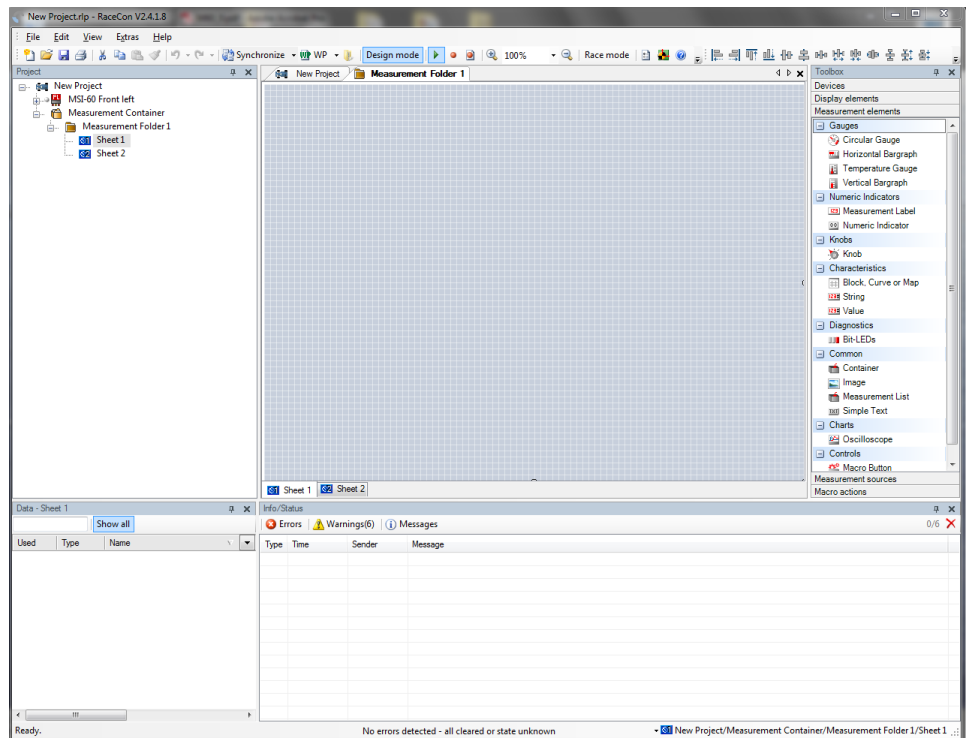 New Project.rlp - RaceCon V2.4.1.8
File Edit View Extras Help
Synchronize WP Design mode 100% Race mode
Project
New Project
MSI-60 Front left
Measurement Container
Measurement Folder 1
Sheet 1
Sheet 2
New Project Measurement Folder 1
Sheet 1 Sheet 2
Toolbox
Devices
Display elements
Measurement elements
Gauges
Circular Gauge
Horizontal Bargraph
Temperature Gauge
Vertical Bargraph
Numeric Indicators
Measurement Label
Numeric Indicator
Knobs
Knob
Characteristics
Block, Curve or Map
String
Value
Diagnostics
Bit-LEDs
Common
Container
Image
Measurement List
Simple Text
Charts
Oscilloscope
Controls
Macro Button
Measurement sources
Macro actions
Data - Sheet 1
Show all
Used Type Name
Info/Status
Errors Warnings(6) Messages 0/6
Type Time Sender Message
Ready. No errors detected - all cleared or state unknown New Project/Measurement Container/Measurement Folder 1/Sheet 1